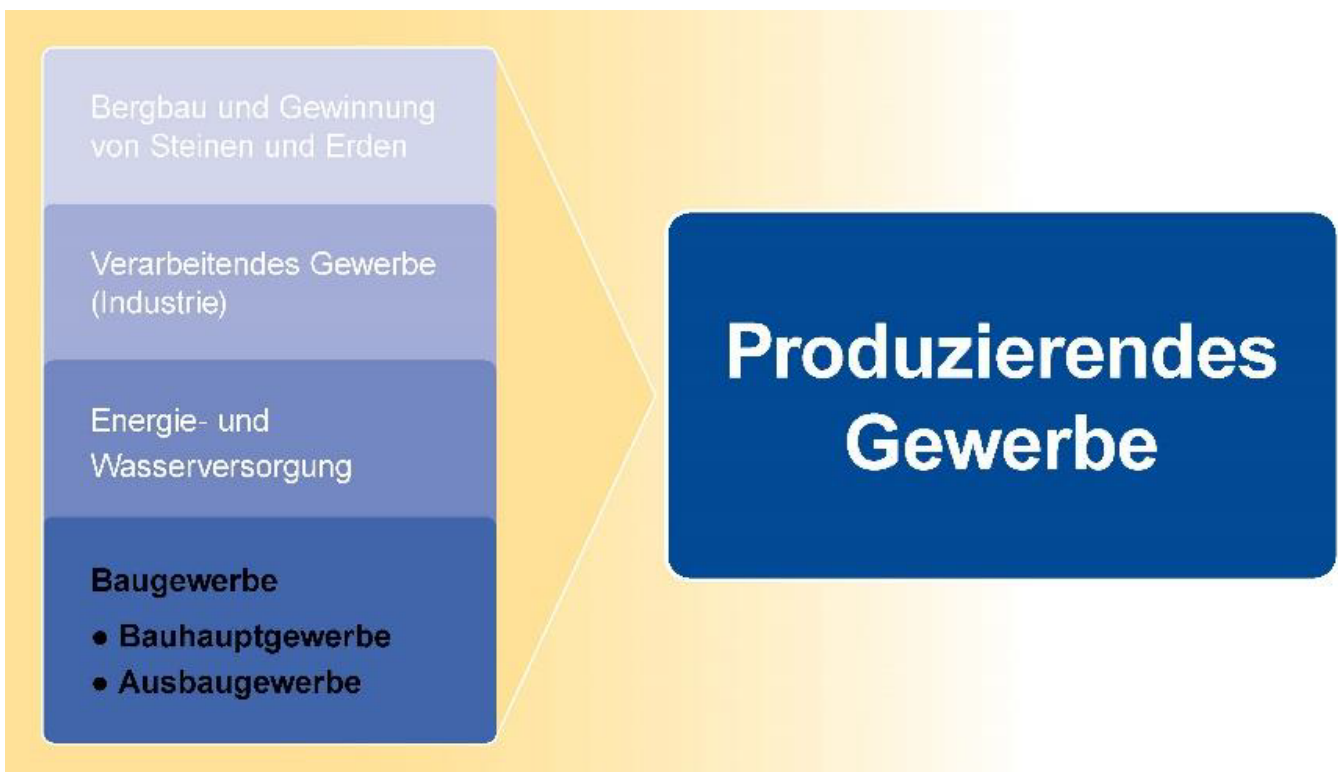 Bergbau und Gewinnung
von Steinen und Erden
Verarbeitendes Gewerbe
(Industrie)
Energie- und
Wasserversorgung
Baugewerbe
● Bauhauptgewerbe
● Ausbaugewerbe
Produzierendes
Gewerbe